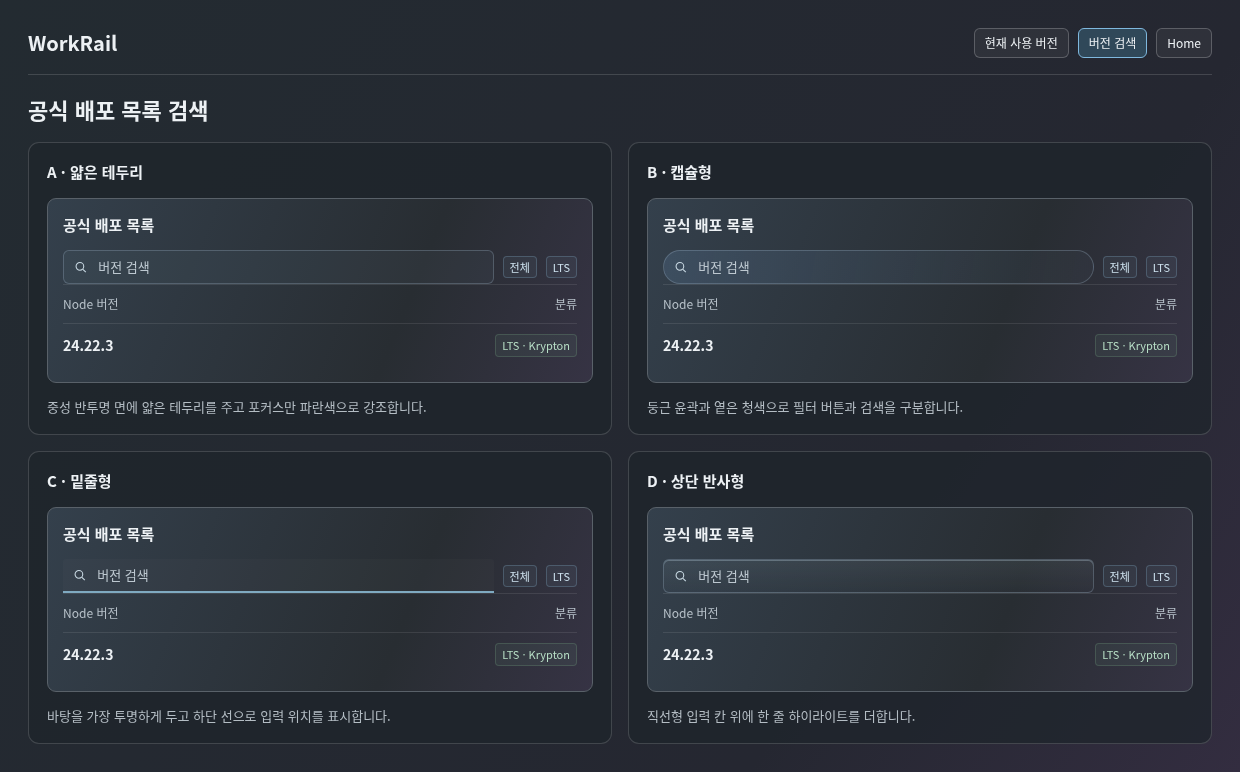 WorkRail
현재 사용 버전 버전 검색 Home
공식 배포 목록 검색
A · 얇은 테두리
공식 배포 목록
버전 검색 전체 LTS
Node 버전 분류
24.22.3 LTS · Krypton
중성 반투명 면에 얇은 테두리를 주고 포커스만 파란색으로 강조합니다.
B · 캡슐형
공식 배포 목록
버전 검색 전체 LTS
Node 버전 분류
24.22.3 LTS · Krypton
둥근 윤곽과 옅은 청색으로 필터 버튼과 검색을 구분합니다.
C · 밑줄형
공식 배포 목록
버전 검색 전체 LTS
Node 버전 분류
24.22.3 LTS · Krypton
바탕을 가장 투명하게 두고 하단 선으로 입력 위치를 표시합니다.
D · 상단 반사형
공식 배포 목록
버전 검색 전체 LTS
Node 버전 분류
24.22.3 LTS · Krypton
직선형 입력 칸 위에 한 줄 하이라이트를 더합니다.